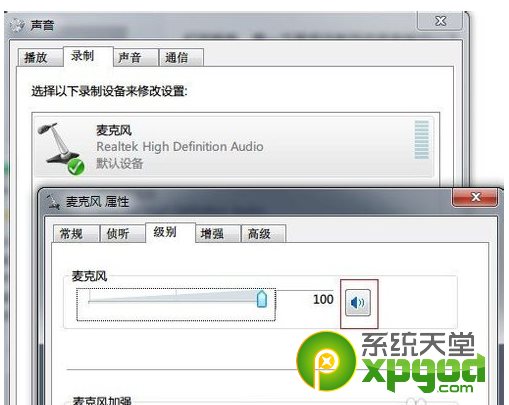 声音
播放 录制 声音 通信
选择以下录制设备来修改设置:
麦克风
Realtek High Definition Audio
默认设备
麦克风 属性
常规 侦听 级别 增强 高级
麦克风
100
系统天堂
xpgod.com
麦克风加强